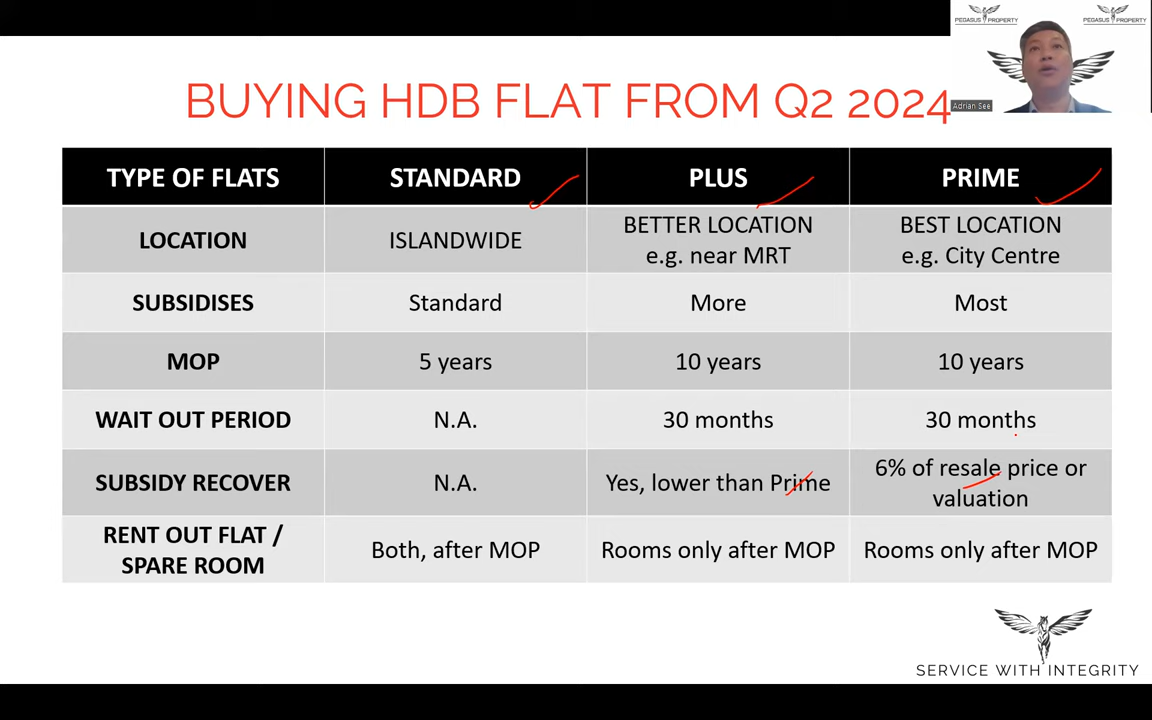 PEGASUS PROPERTY
PEGASUS PROPERTY
Adrian See
BUYING HDB FLAT FROM Q2 2024
TYPE OF FLATS STANDARD PLUS PRIME
LOCATION ISLANDWIDE BETTER LOCATION e.g. near MRT BEST LOCATION e.g. City Centre
SUBSIDISES Standard More Most
MOP 5 years 10 years 10 years
WAIT OUT PERIOD N.A. 30 months 30 months
SUBSIDY RECOVER N.A. Yes, lower than Prime 6% of resale price or valuation
RENT OUT FLAT / SPARE ROOM Both, after MOP Rooms only after MOP Rooms only after MOP
SERVICE WITH INTEGRITY